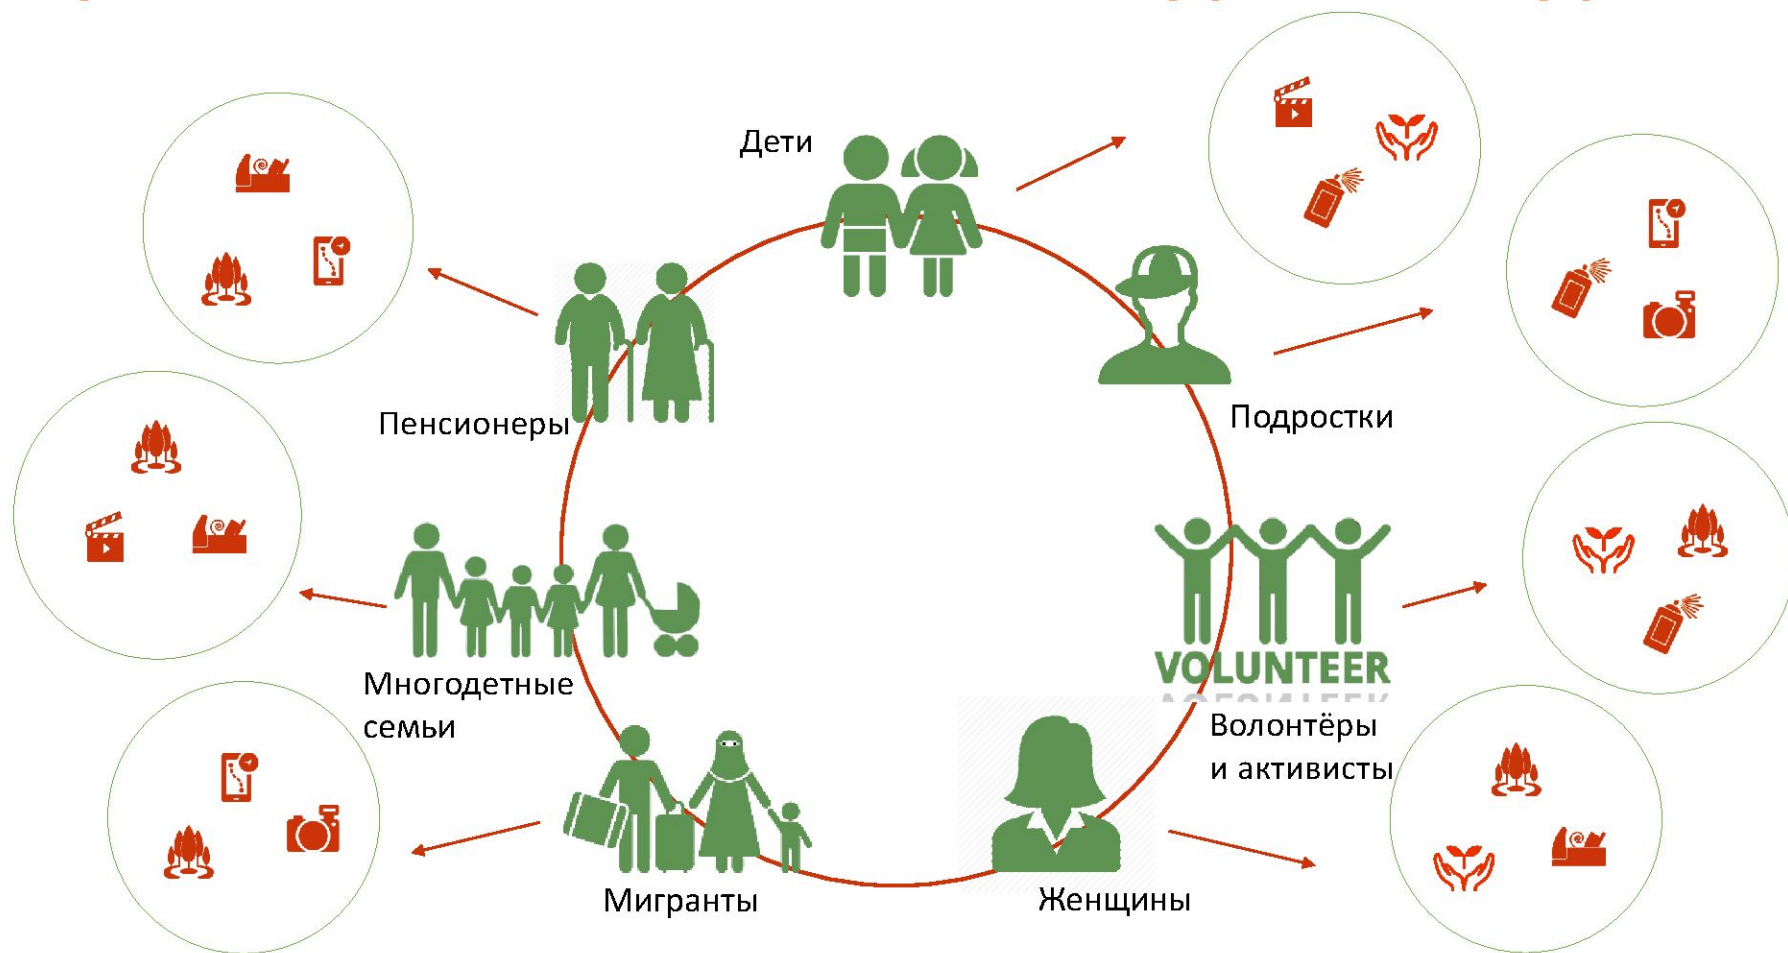 Дети
Пенсионеры
Подростки
Многодетные
семьи
VOLUNTEER
Волонтёры
и активисты
Мигранты
Женщины